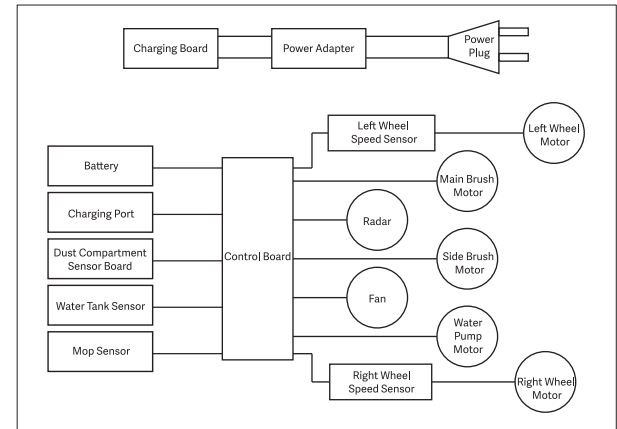 Charging Board
Power Adapter
Power
Plug
Left Wheel
Speed Sensor
Left Wheel
Motor
Battery
Main Brush
Motor
Charging Port
Radar
Dust Compartment
Sensor Board
Control Board
Side Brush
Motor
Water Tank Sensor
Fan
Mop Sensor
Water
Pump
Motor
Right Wheel
Speed Sensor
Right Wheel
Motor